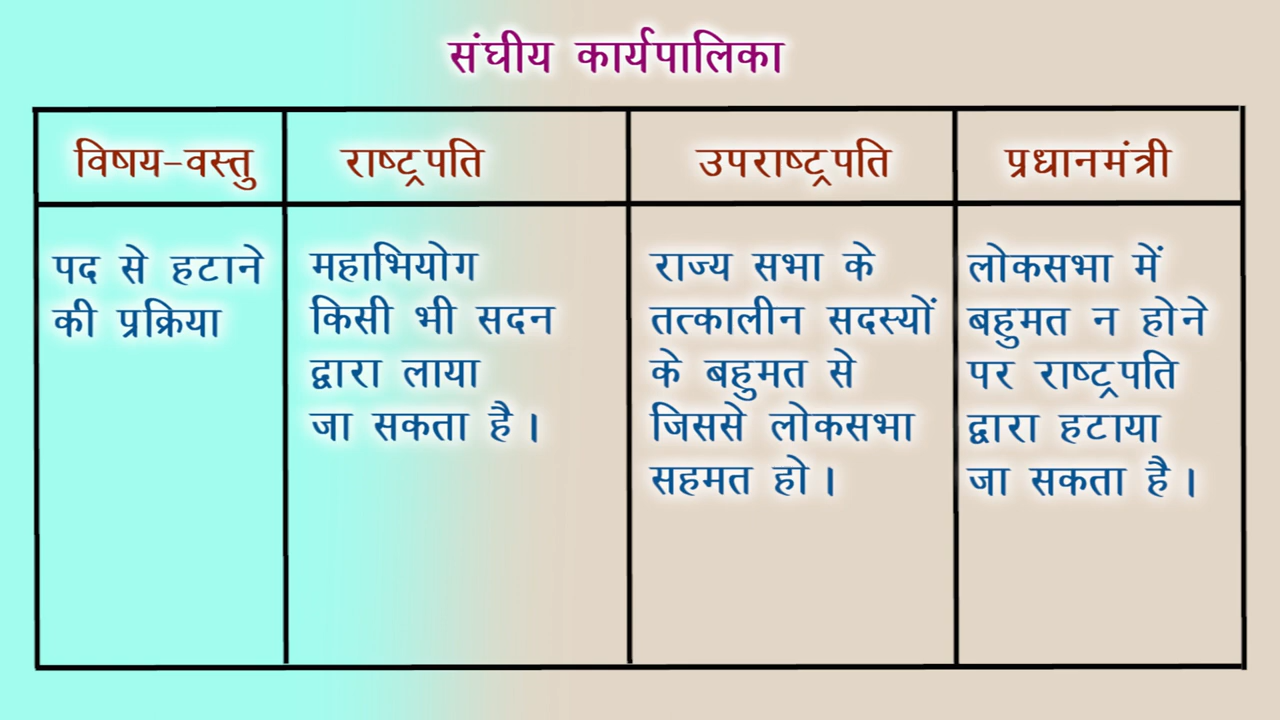 संघीय कार्यपालिका
विषय-वस्तु राष्ट्रपति उपराष्ट्रपति प्रधानमंत्री
पद से हटाने
की प्रक्रिया
महाभियोग
किसी भी सदन
द्वारा लाया
जा सकता है।
राज्य सभा के
तत्कालीन सदस्यों
के बहुमत से
जिससे लोकसभा
सहमत हो।
लोकसभा में
बहुमत न होने
पर राष्ट्रपति
द्वारा हटाया
जा सकता है।